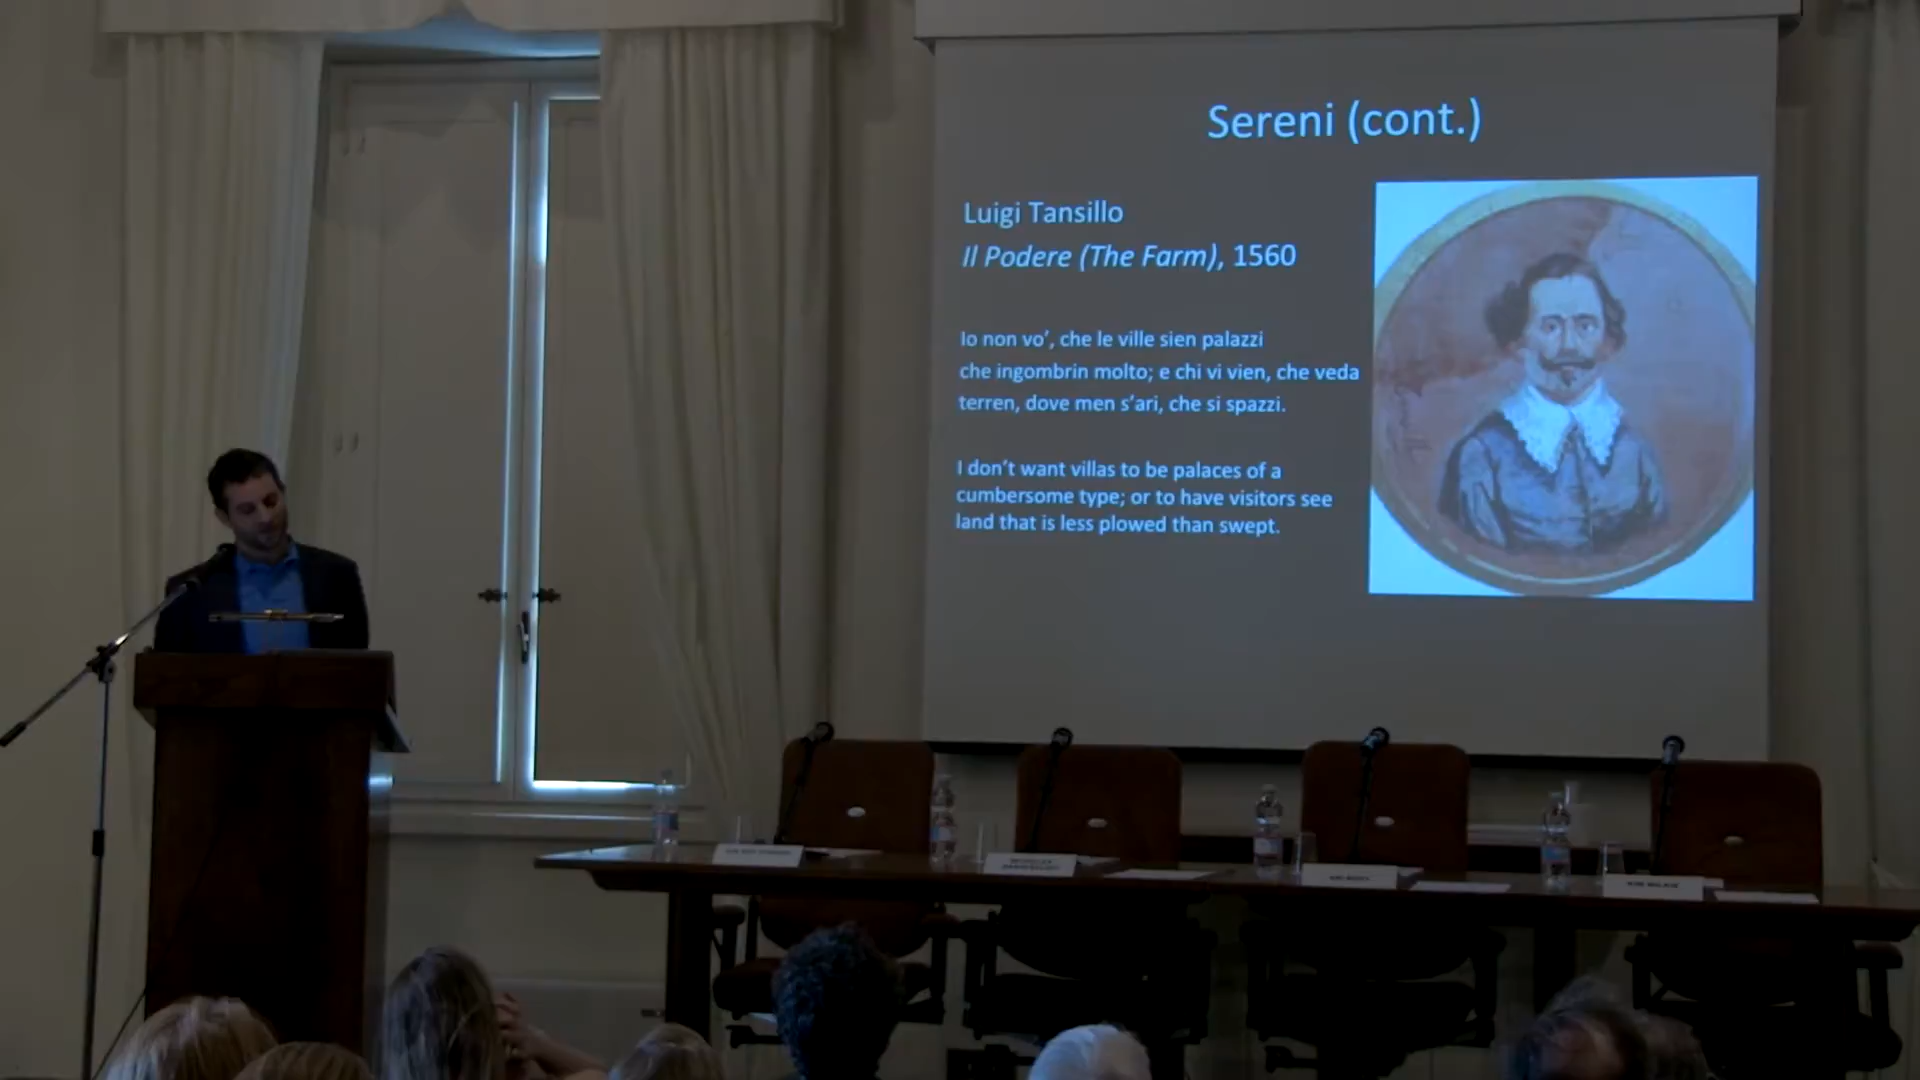 Sereni (cont.)
Luigi Tansillo
Il Podere (The Farm), 1560
Io non vo’, che le ville sien palazzi
che ingombrin molto; e chi vi vien, che veda
terren, dove men s’ari, che si spazzi.
I don’t want villas to be palaces of a
cumbersome type; or to have visitors see
land that is less plowed than swept.